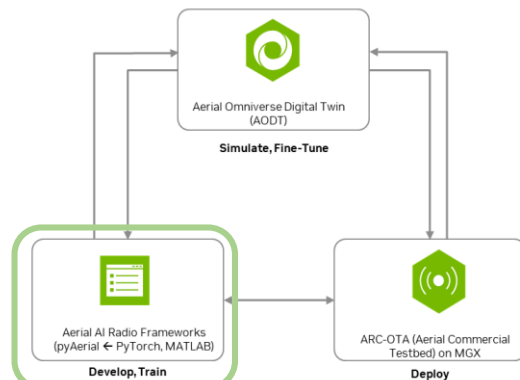 Aerial Omniverse Digital Twin
(AODT)
Simulate, Fine-Tune
Aerial AI Radio Frameworks
(pyAerial ← PyTorch, MATLAB)
Develop, Train
ARC-OTA (Aerial Commercial
Testbed) on MGX
Deploy